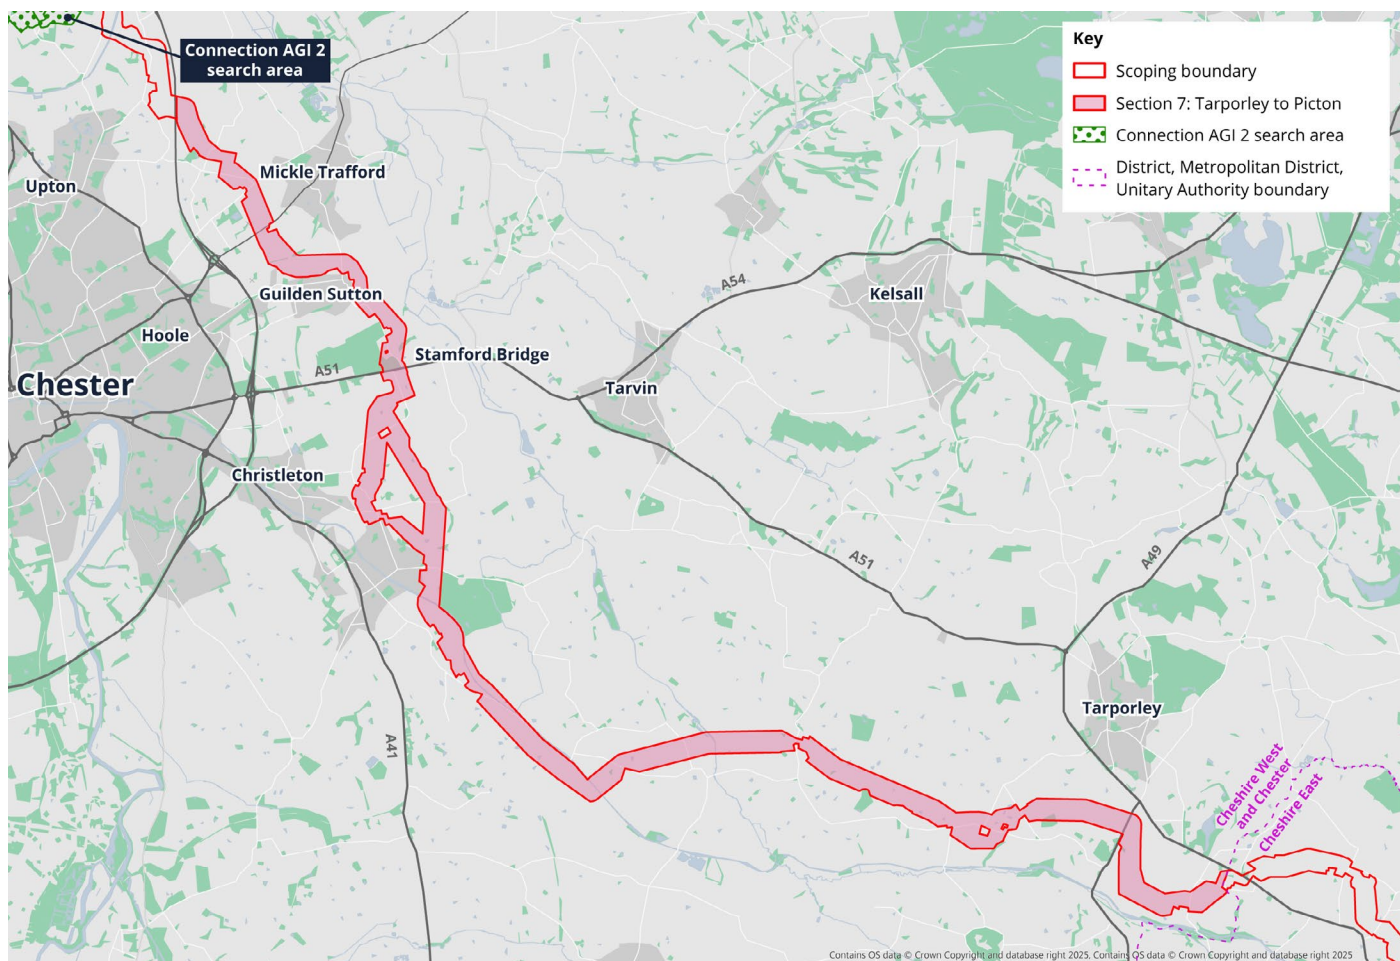 Connection AGI 2
search area
Key
Scoping boundary
Section 7: Tarporley to Picton
Connection AGI 2 search area
District, Metropolitan District,
Unitary Authority boundary
Mickle Trafford
Upton
A54
Guilden Sutton
Kelsall
Hoole
Stamford Bridge
A51
Chester
Tarvin
Christleton
A51
A49
Tarporley
A41
Cheshire West
and Chester
Cheshire East
Contains OS data © Crown Copyright and database right 2025, Contains OS data © Crown Copyright and database right 2025